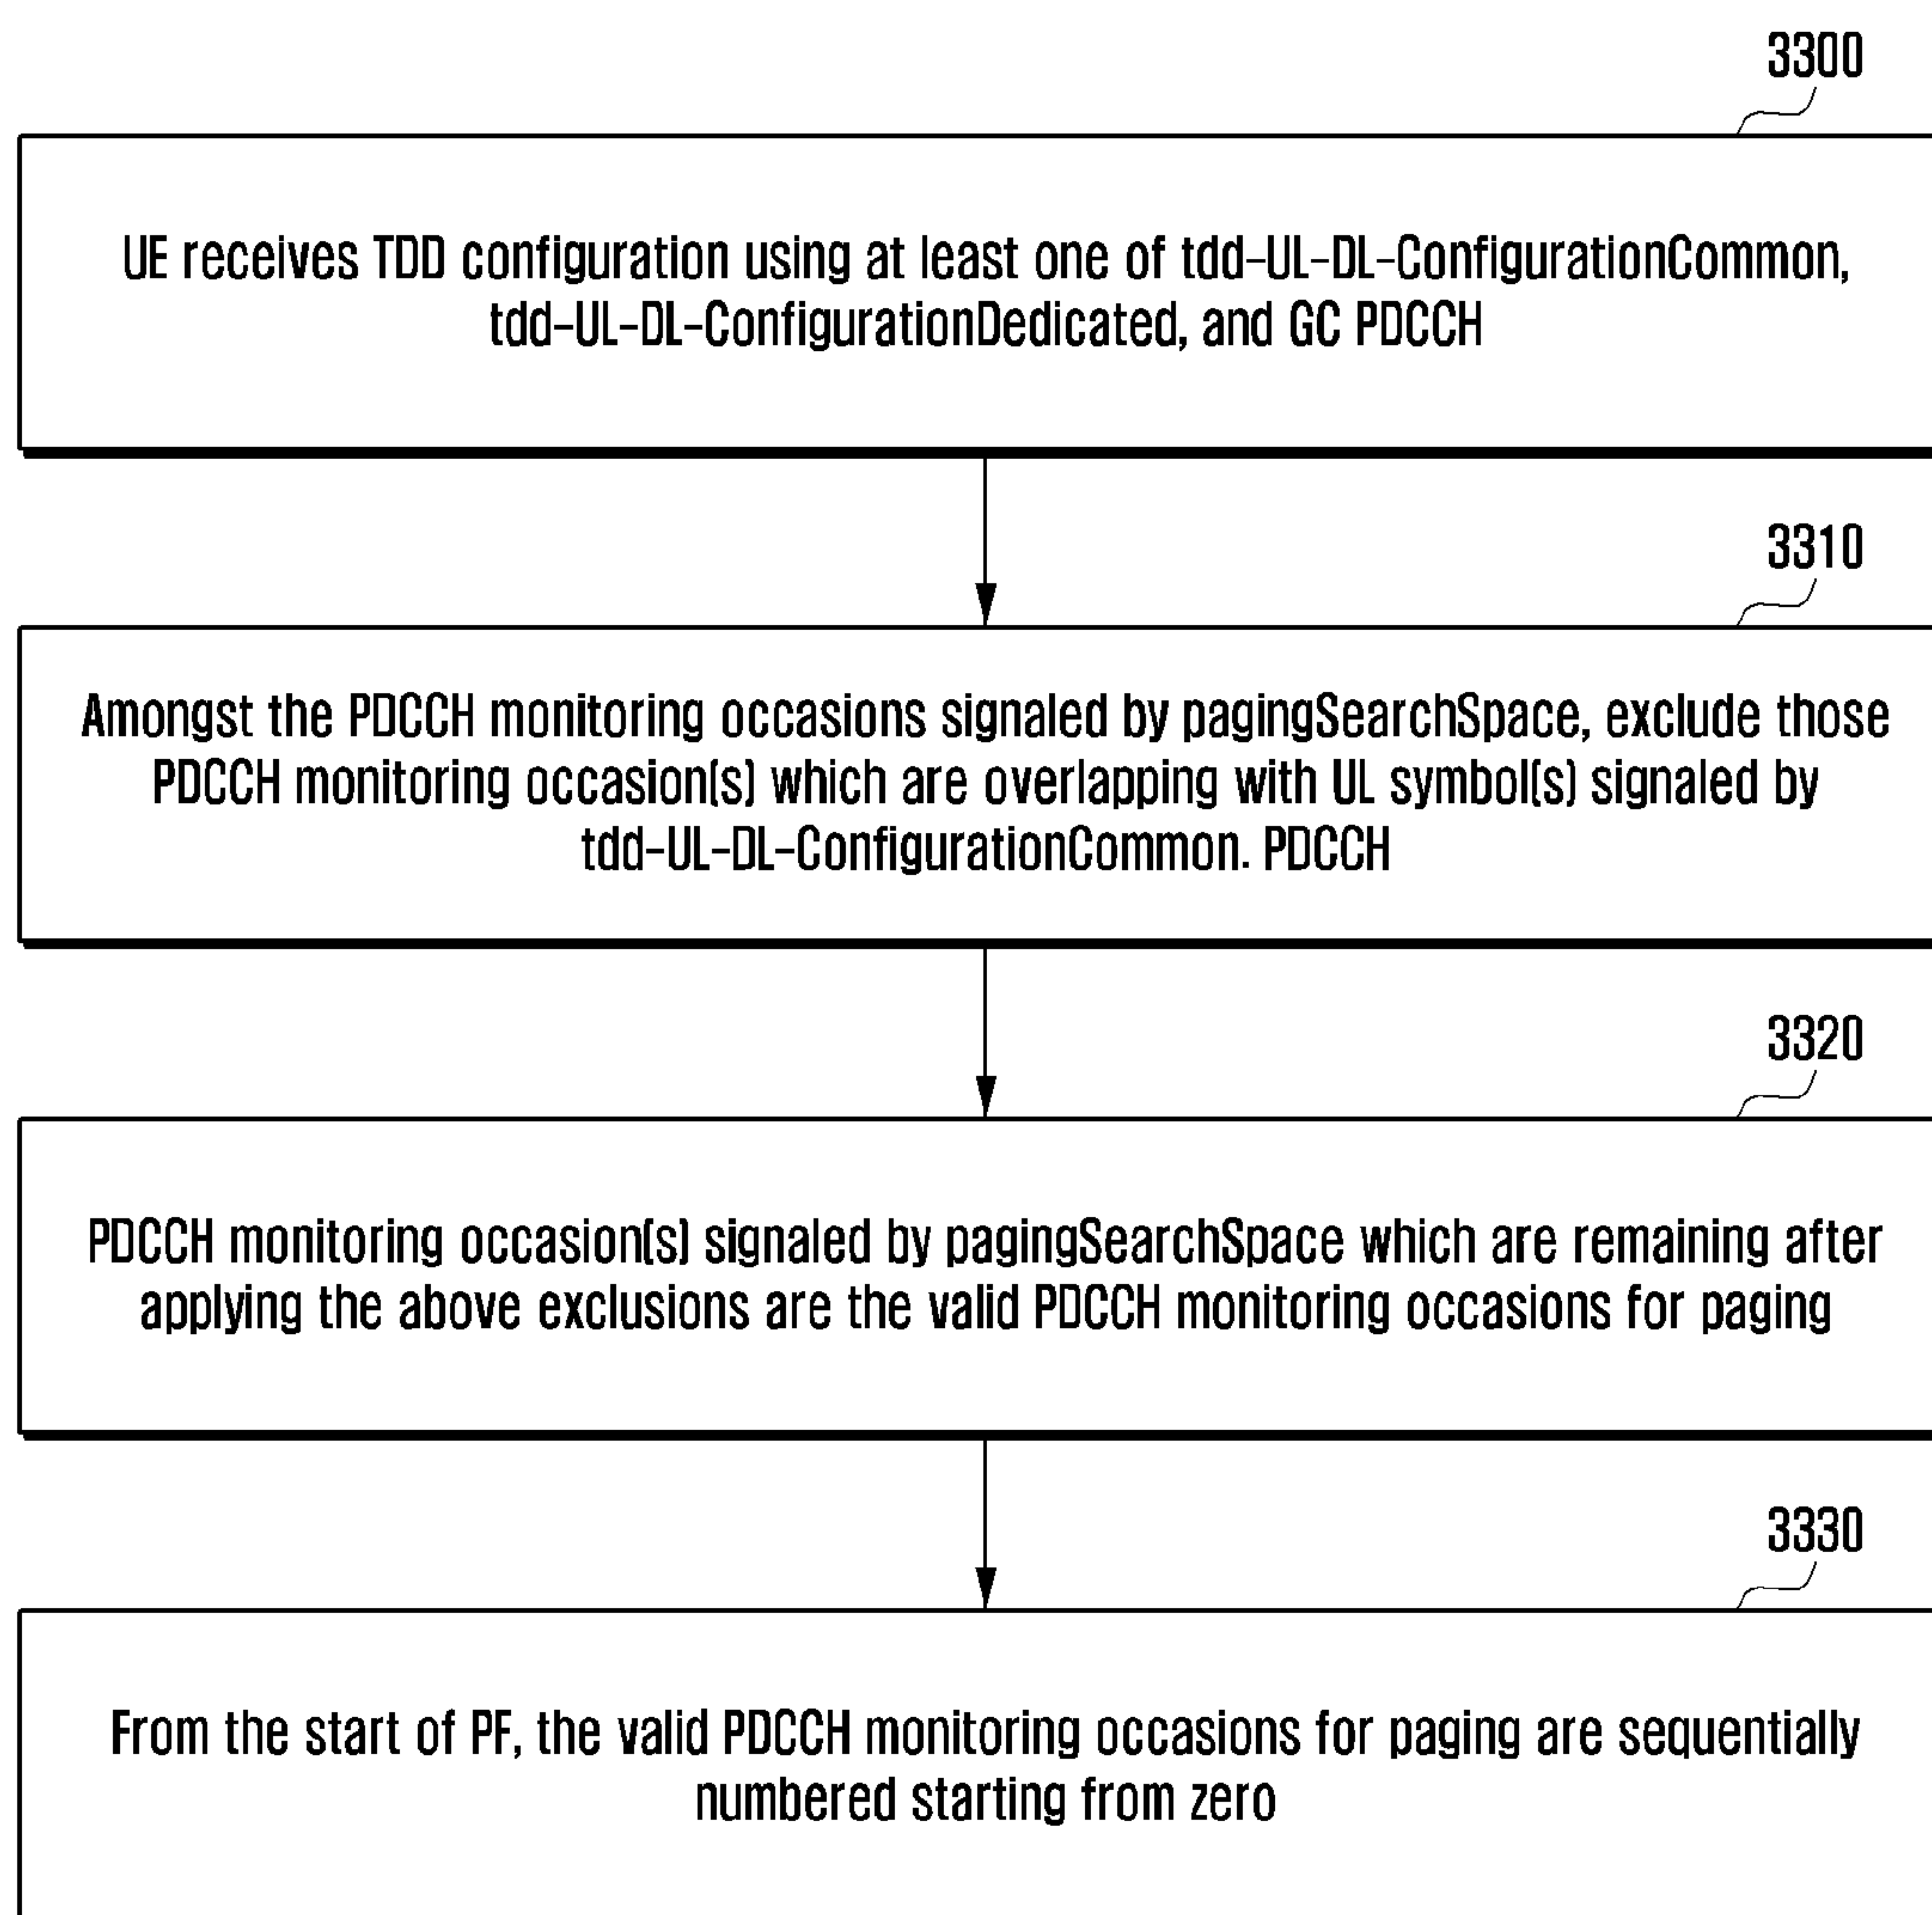 3300
UE receives TDD configuration using at least one of tdd-UL-DL-ConfigurationCommon,
tdd-UL-DL-ConfigurationDedicated, and GC PDCCH
3310
Amongst the PDCCH monitoring occasions signaled by pagingSearchSpace, exclude those
PDCCH monitoring occasion(s) which are overlapping with UL symbol(s) signaled by
tdd-UL-DL-ConfigurationCommon. PDCCH
3320
PDCCH monitoring occasion(s) signaled by pagingSearchSpace which are remaining after
applying the above exclusions are the valid PDCCH monitoring occasions for paging
3330
From the start of PF, the valid PDCCH monitoring occasions for paging are sequentially
numbered starting from zero